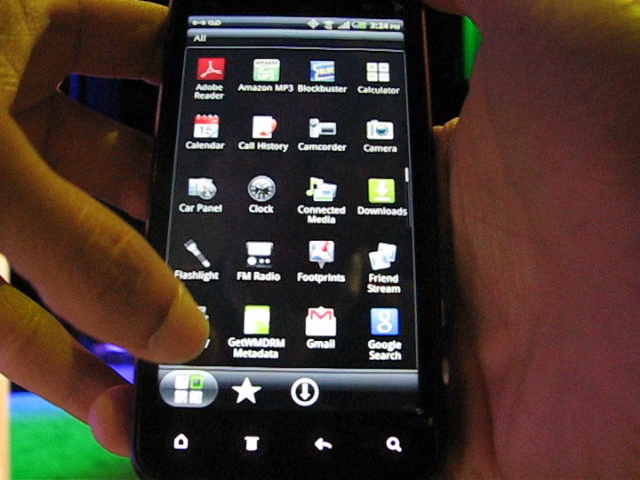 3:24 PM
All
Adobe Reader
Amazon MP3
Blockbuster
Calculator
Calendar
Call History
Camcorder
Camera
Car Panel
Clock
Connected Media
Downloads
Flashlight
FM Radio
Footprints
Friend Stream
GetWMDRM Metadata
Gmail
Google Search